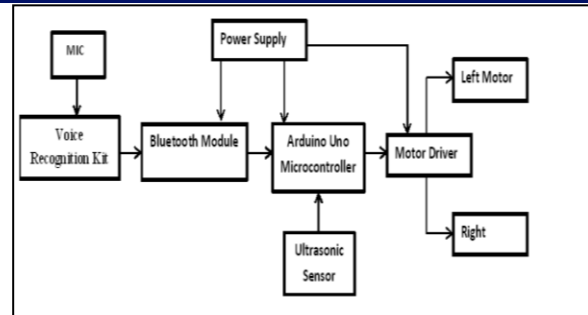 MIC
Power Supply
Left Motor
Voice
Recognition Kit
Bluetooth Module
Arduino Uno
Microcontroller
Motor Driver
Right
Ultrasonic
Sensor